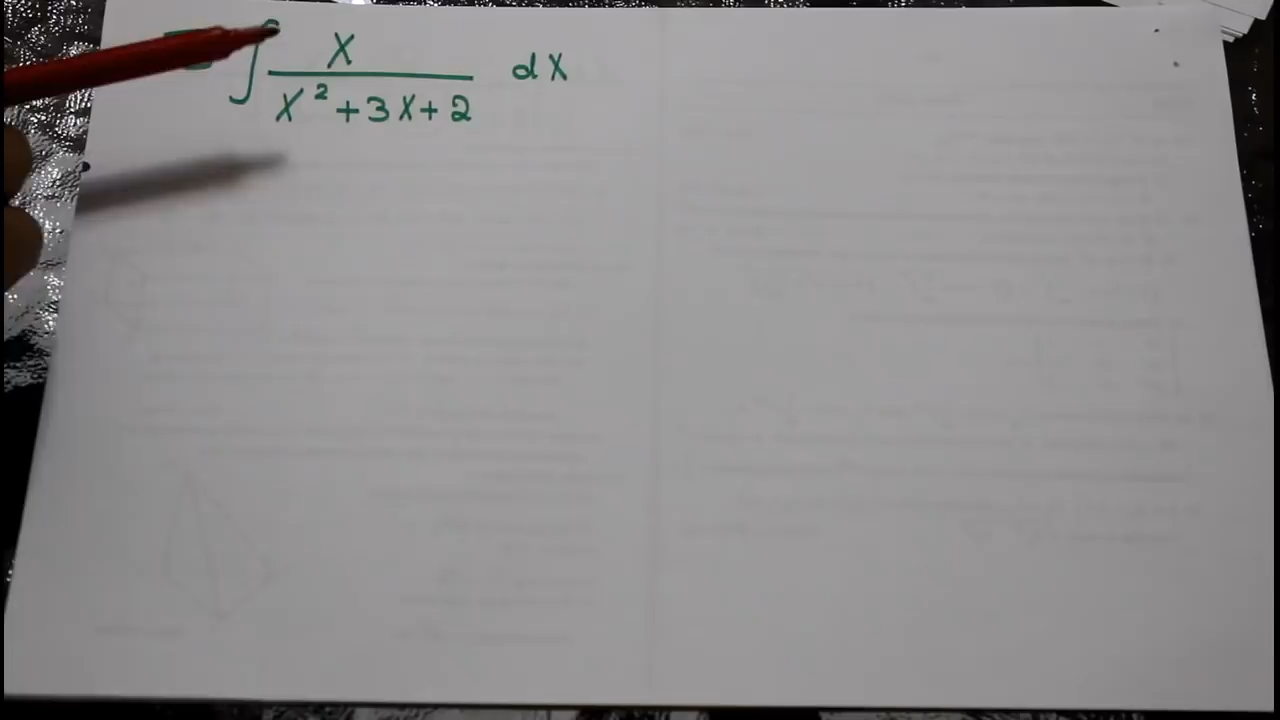 ∫ x / (x² + 3x + 2) dx